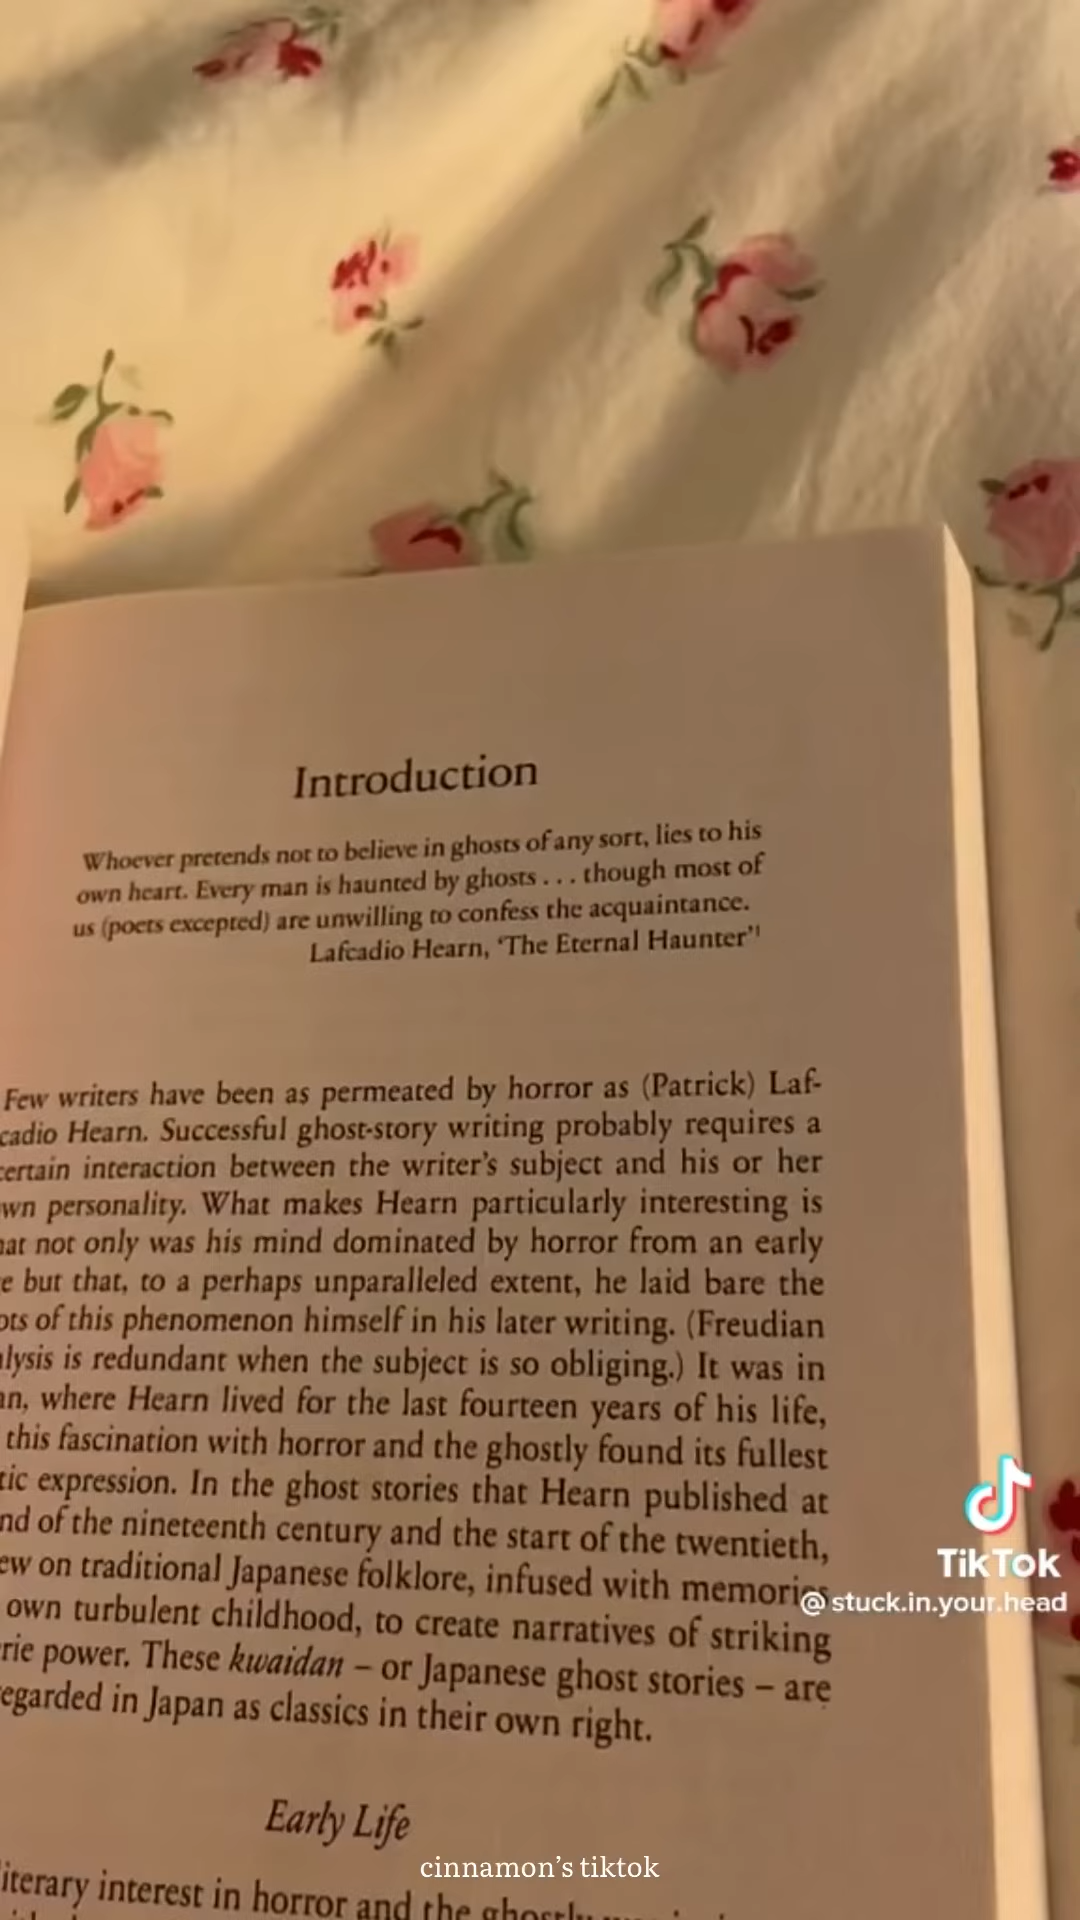 Introduction
Whoever pretends not to believe in ghosts of any sort, lies to his
own heart. Every man is haunted by ghosts . . . though most of
us (poets excepted) are unwilling to confess the acquaintance.
Lafcadio Hearn, ‘The Eternal Haunter’¹
Few writers have been as permeated by horror as (Patrick) Laf-
cadio Hearn. Successful ghost-story writing probably requires a
certain interaction between the writer’s subject and his or her
wn personality. What makes Hearn particularly interesting is
hat not only was his mind dominated by horror from an early
e but that, to a perhaps unparalleled extent, he laid bare the
ots of this phenomenon himself in his later writing. (Freudian
alysis is redundant when the subject is so obliging.) It was in
an, where Hearn lived for the last fourteen years of his life,
this fascination with horror and the ghostly found its fullest
tic expression. In the ghost stories that Hearn published at
nd of the nineteenth century and the start of the twentieth,
ew on traditional Japanese folklore, infused with memories
own turbulent childhood, to create narratives of striking
rie power. These kwaidan – or Japanese ghost stories – are
egarded in Japan as classics in their own right.
TikTok
@stuck.in.your.head
Early Life
cinnamon’s tiktok
literary interest in horror and the ghostly